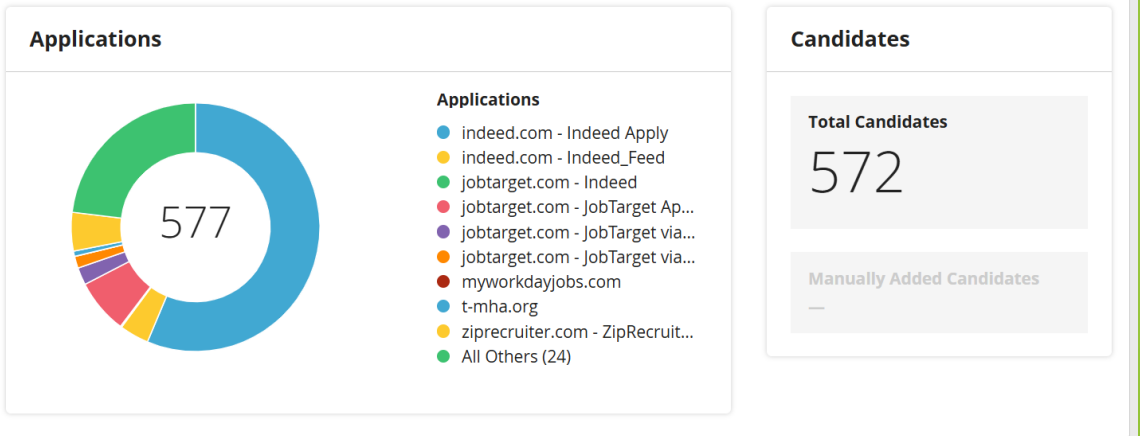 Applications
577
Applications
indeed.com - Indeed Apply
indeed.com - Indeed_Feed
jobtarget.com - Indeed
jobtarget.com - JobTarget Ap...
jobtarget.com - JobTarget via...
jobtarget.com - JobTarget via...
myworkdayjobs.com
t-mha.org
ziprecruiter.com - ZipRecruit...
All Others (24)
Candidates
Total Candidates
572
Manually Added Candidates
—